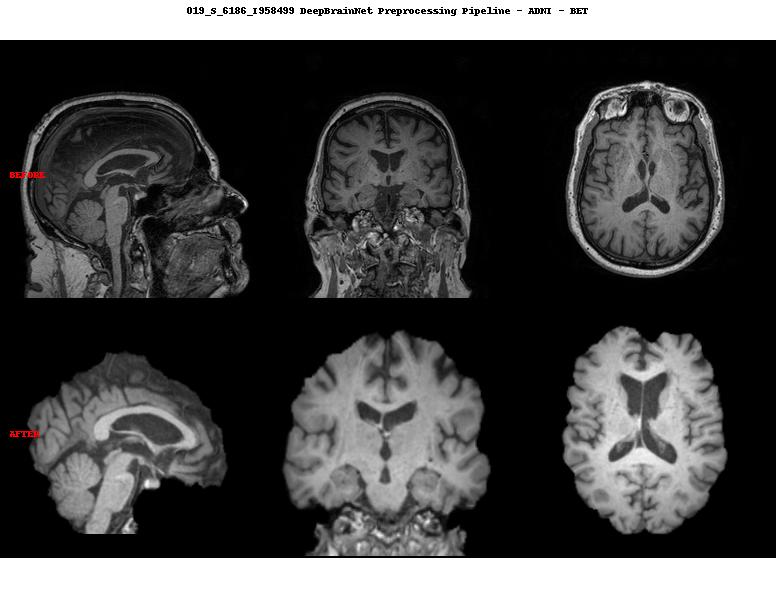 019_S_6186_I958499 DeepBrainNet Preprocessing Pipeline - ADNI - BET
BEFORE
AFTER